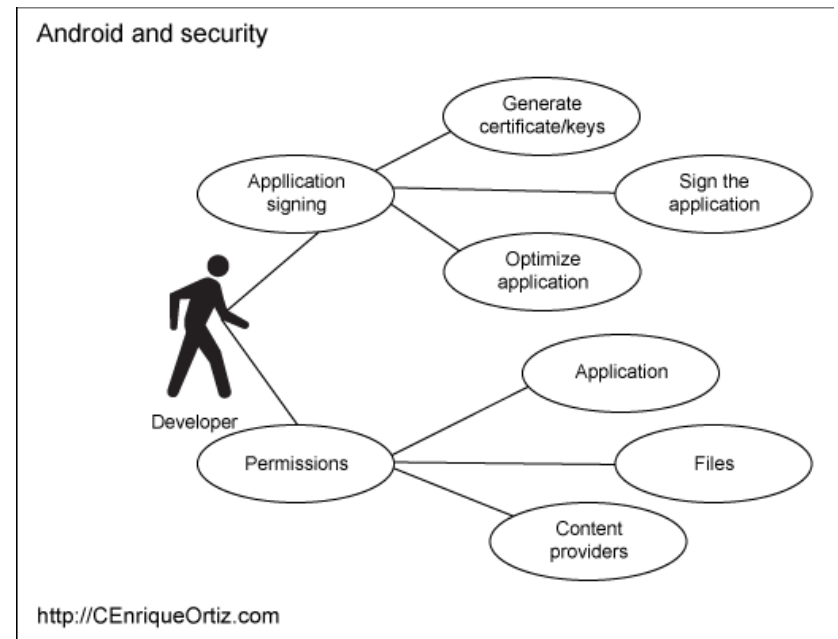 Android and security
Generate
certificate/keys
Appllication
signing
Sign the
application
Optimize
application
Application
Developer
Permissions
Files
Content
providers
http://CEnriqueOrtiz.com